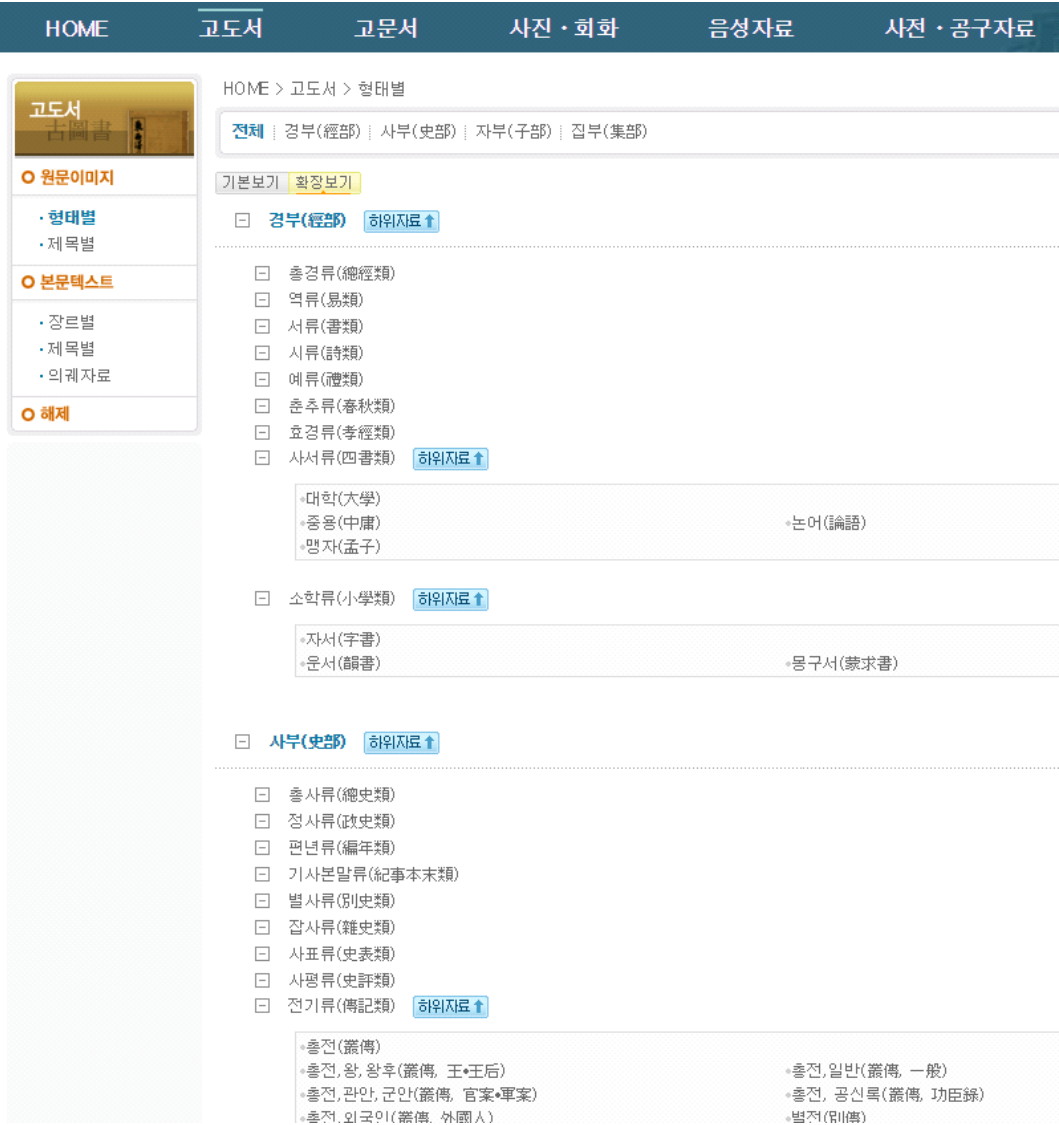 HOME 고도서 고문서 사진·회화 음성자료 사전·공구자료
고도서
古圖書
원문이미지
·형태별
·제목별
본문텍스트
·장르별
·제목별
·의궤자료
해제
HOME > 고도서 > 형태별
전체 | 경부(經部) | 사부(史部) | 자부(子部) | 집부(集部)
기본보기 확장보기
경부(經部) 하위자료↑
총경류(總經類)
역류(易類)
서류(書類)
시류(詩類)
예류(禮類)
춘추류(春秋類)
효경류(孝經類)
사서류(四書類) 하위자료↑
대학(大學)
중용(中庸) 논어(論語)
맹자(孟子)
소학류(小學類) 하위자료↑
자서(字書)
운서(韻書) 몽구서(蒙求書)
사부(史部) 하위자료↑
총사류(總史類)
정사류(政史類)
편년류(編年類)
기사본말류(紀事本末類)
별사류(別史類)
잡사류(雜史類)
사표류(史表類)
사평류(史評類)
전기류(傳記類) 하위자료↑
총전(叢傳)
총전,왕,왕후(叢傳, 王•王后) 총전,일반(叢傳, 一般)
총전,관안,군안(叢傳, 官案•軍案) 총전, 공신록(叢傳, 功臣錄)
총전,외국인(叢傳, 外國人) 별전(別傳)